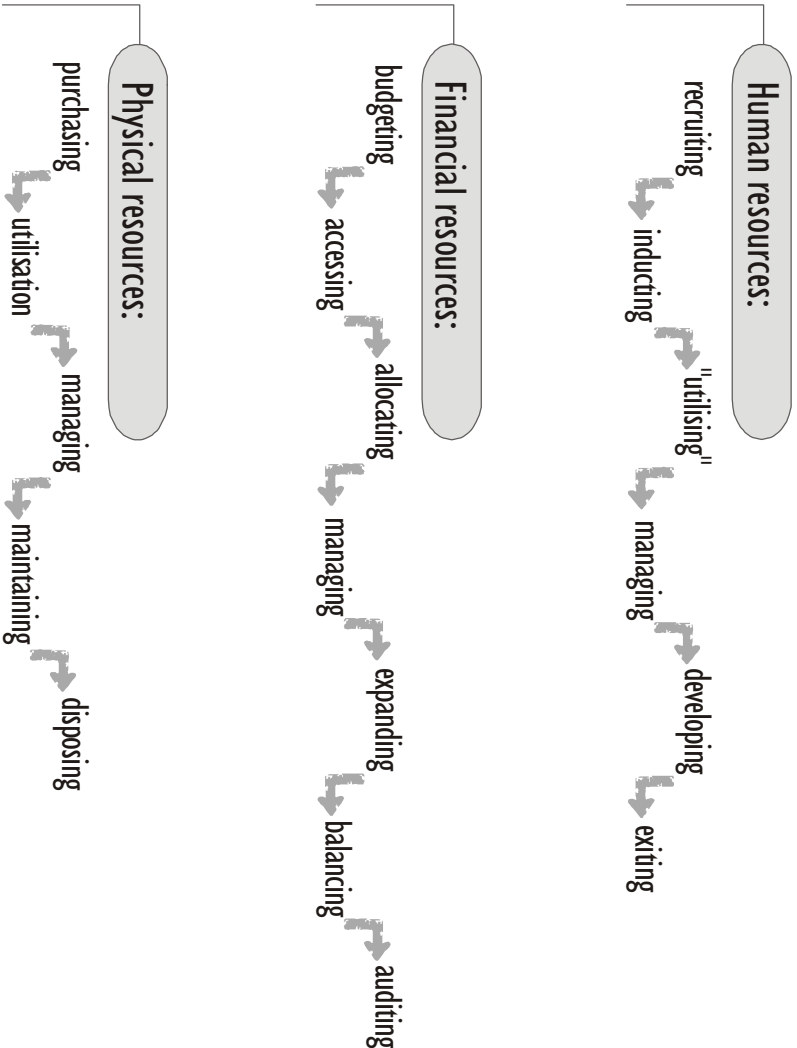 Human resources:
recruiting
inducting
"utilising"
managing
developing
exiting
Financial resources:
budgeting
accessing
allocating
managing
expanding
balancing
auditing
Physical resources:
purchasing
utilisation
managing
maintaining
disposing